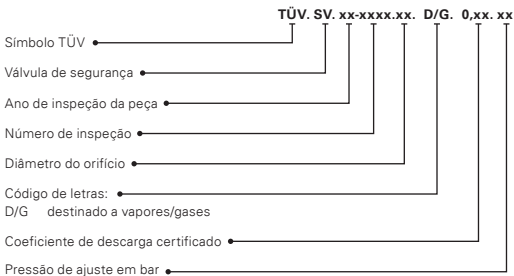 TÜV. SV. xx-xxxx.xx. D/G. 0,xx. xx
Símbolo TÜV
Válvula de segurança
Ano de inspeção da peça
Número de inspeção
Diâmetro do orifício
Código de letras:
D/G destinado a vapores/gases
Coeficiente de descarga certificado
Pressão de ajuste em bar